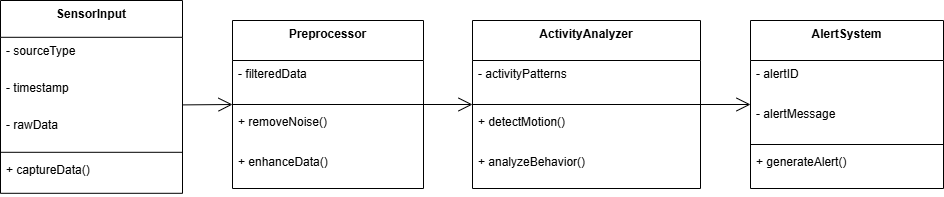 SensorInput
- sourceType
- timestamp
- rawData
+ captureData()
Preprocessor
- filteredData
+ removeNoise()
+ enhanceData()
ActivityAnalyzer
- activityPatterns
+ detectMotion()
+ analyzeBehavior()
AlertSystem
- alertID
- alertMessage
+ generateAlert()